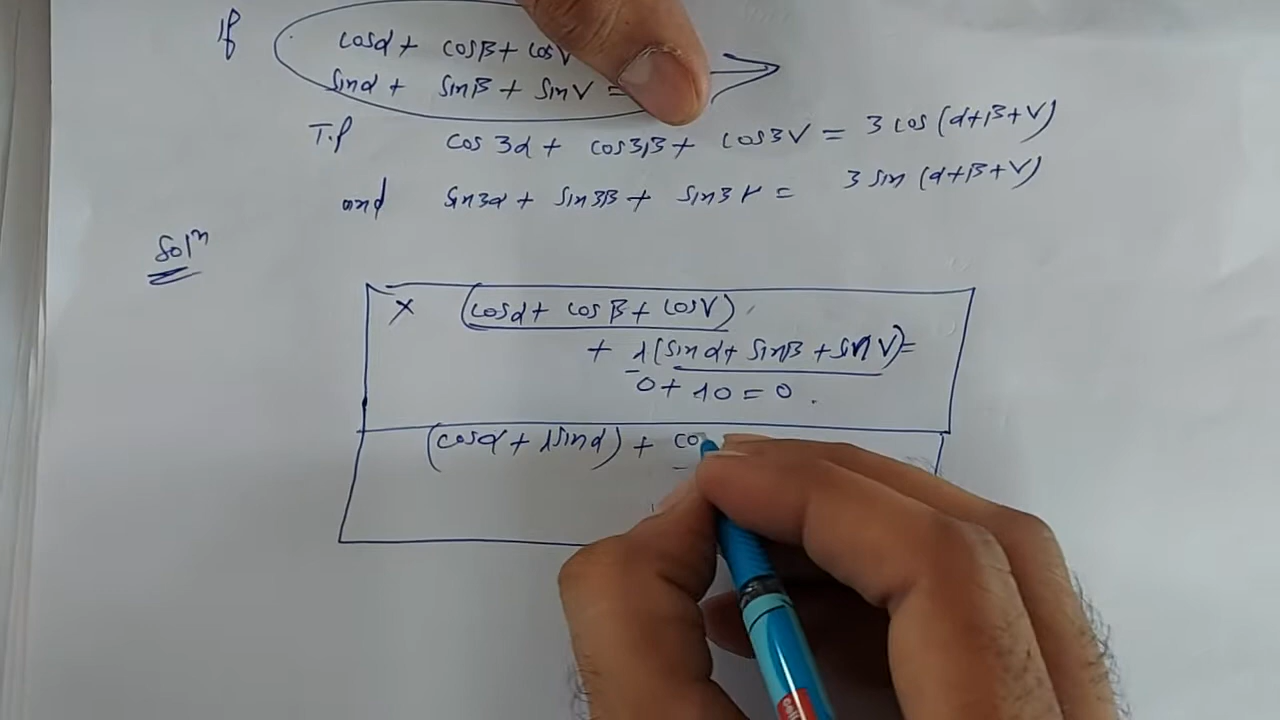 If
cosα + cosβ + cosγ
sinα + sinβ + sinγ =
T.P cos 3α + cos3β + cos3γ = 3 cos (α+β+γ)
and sin3α + sin3β + sin3γ = 3 sin (α+β+γ)
Solⁿ
x (cosα + cosβ + cosγ)
+ i(sinα + sinβ + sinγ) =
0 + i0 = 0 .
(cosα + isinα) + co